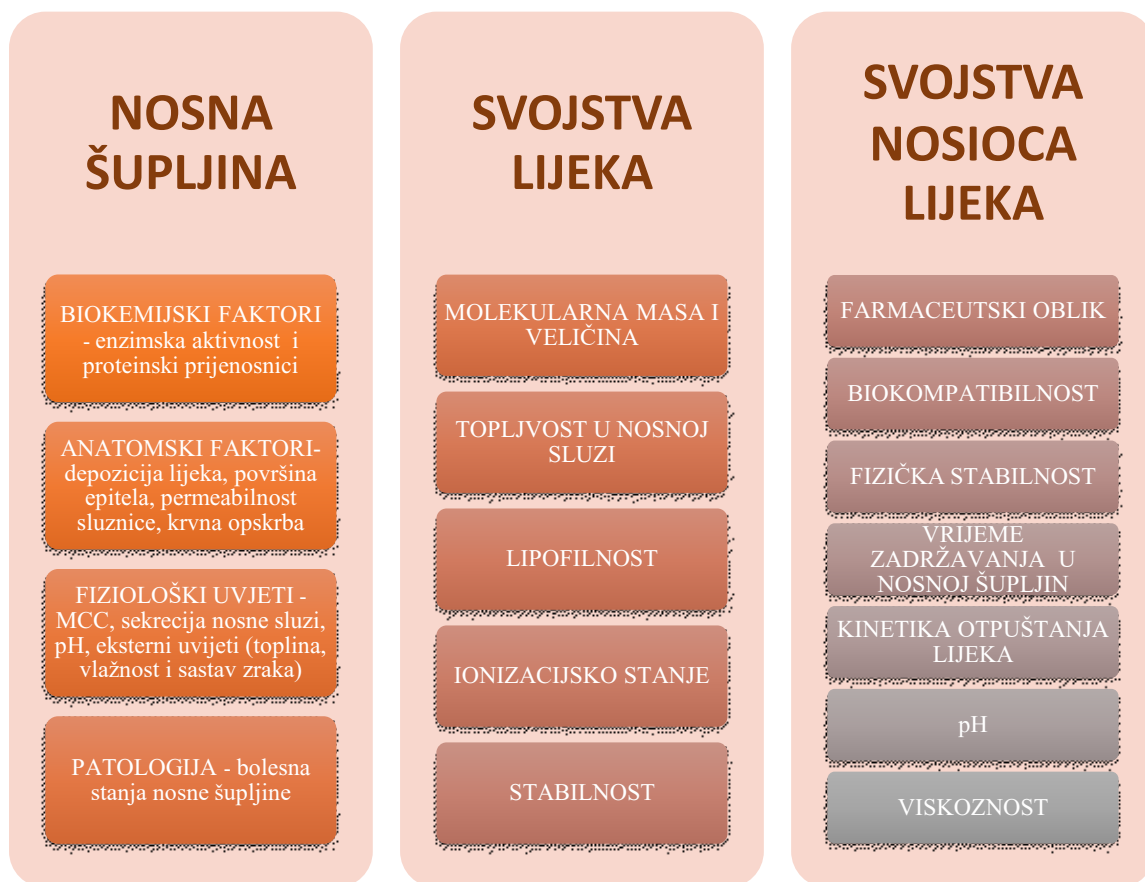 NOSNA
ŠUPLJINA
BIOKEMIJSKI FAKTORI
- enzimska aktivnost i
proteinski prijenosnici
ANATOMSKI FAKTORI-
depozicija lijeka, površina
epitela, permeabilnost
sluznice, krvna opskrba
FIZIOLOŠKI UVJETI -
MCC, sekrecija nosne sluzi,
pH, eksterni uvijeti (toplina,
vlažnost i sastav zraka)
PATOLOGIJA - bolesna
stanja nosne šupljine
SVOJSTVA
LIJEKA
MOLEKULARNA MASA I
VELIČINA
TOPLJVOST U NOSNOJ
SLUZI
LIPOFILNOST
IONIZACIJSKO STANJE
STABILNOST
SVOJSTVA
NOSIOCA
LIJEKA
FARMACEUTSKI OBLIK
BIOKOMPATIBILNOST
FIZIČKA STABILNOST
VRIJEME
ZADRŽAVANJA U
NOSNOJ ŠUPLJIN
KINETIKA OTPUŠTANJA
LIJEKA
pH
VISKOZNOST